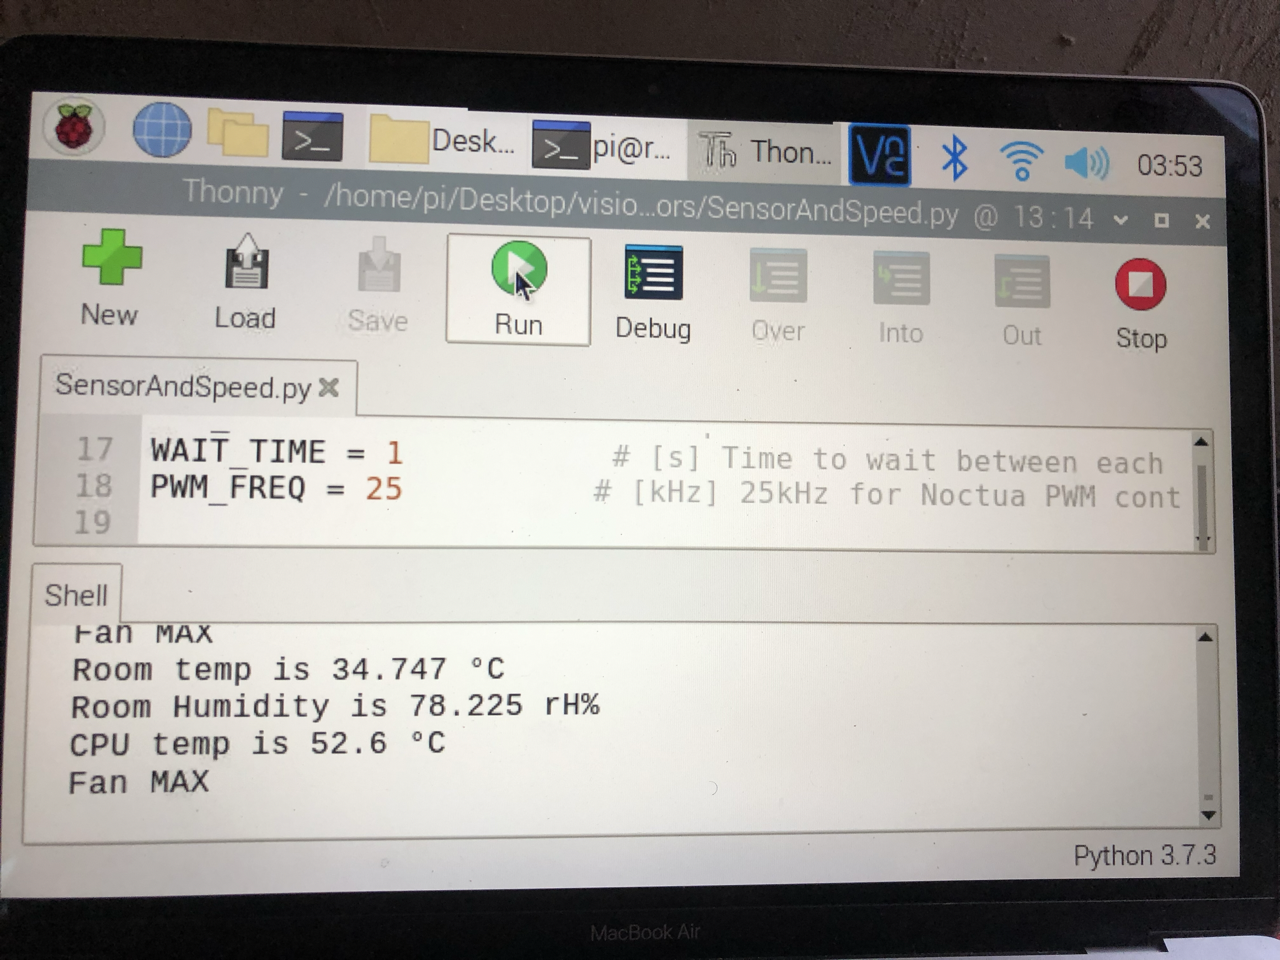 Desk... pi@r... Th Thon... VNC 03:53
Thonny - /home/pi/Desktop/visio...ors/SensorAndSpeed.py @ 13:14
New Load Save Run Debug Over Into Out Stop
SensorAndSpeed.py
17 WAIT_TIME = 1 # [s] Time to wait between each
18 PWM_FREQ = 25 # [kHz] 25kHz for Noctua PWM cont
19
Shell
Fan MAX
Room temp is 34.747 °C
Room Humidity is 78.225 rH%
CPU temp is 52.6 °C
Fan MAX
Python 3.7.3
MacBook Air